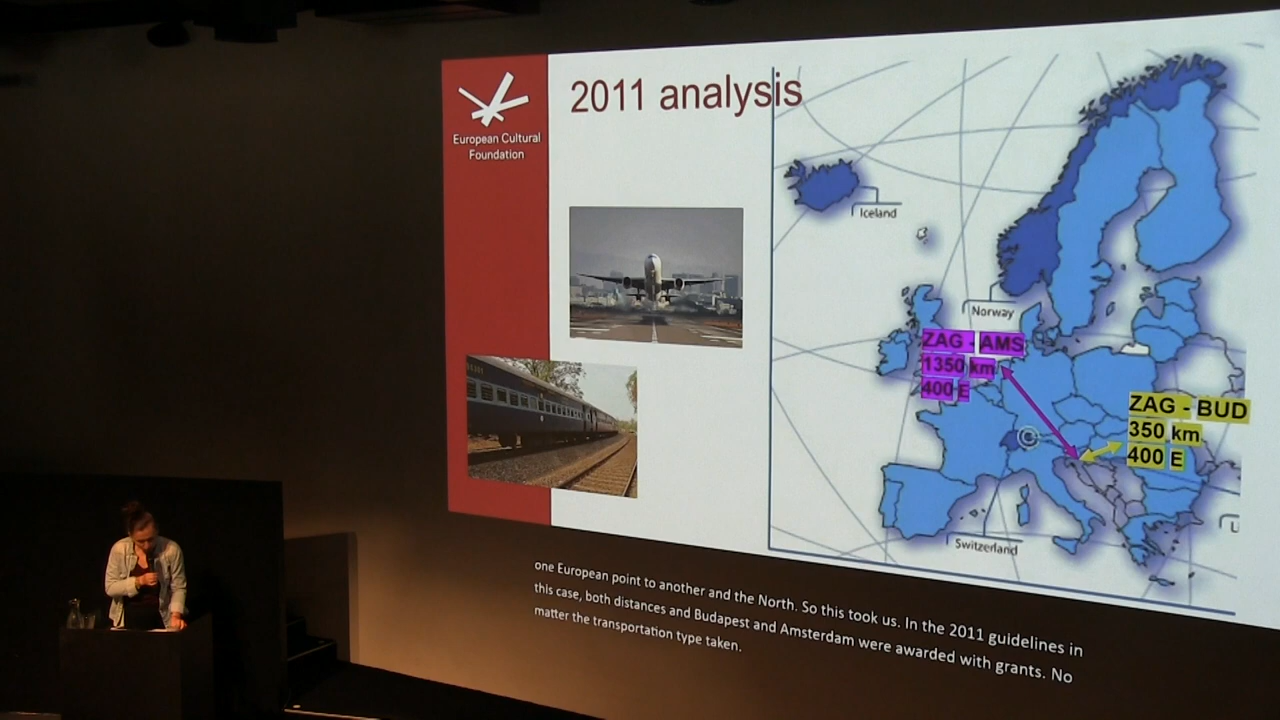 European Cultural
Foundation
2011 analysis
Iceland
Norway
ZAG - AMS
1350 km
400 E
ZAG - BUD
350 km
400 E
Switzerland
one European point to another and the North. So this took us. In the 2011 guidelines in
this case, both distances and Budapest and Amsterdam were awarded with grants. No
matter the transportation type taken.